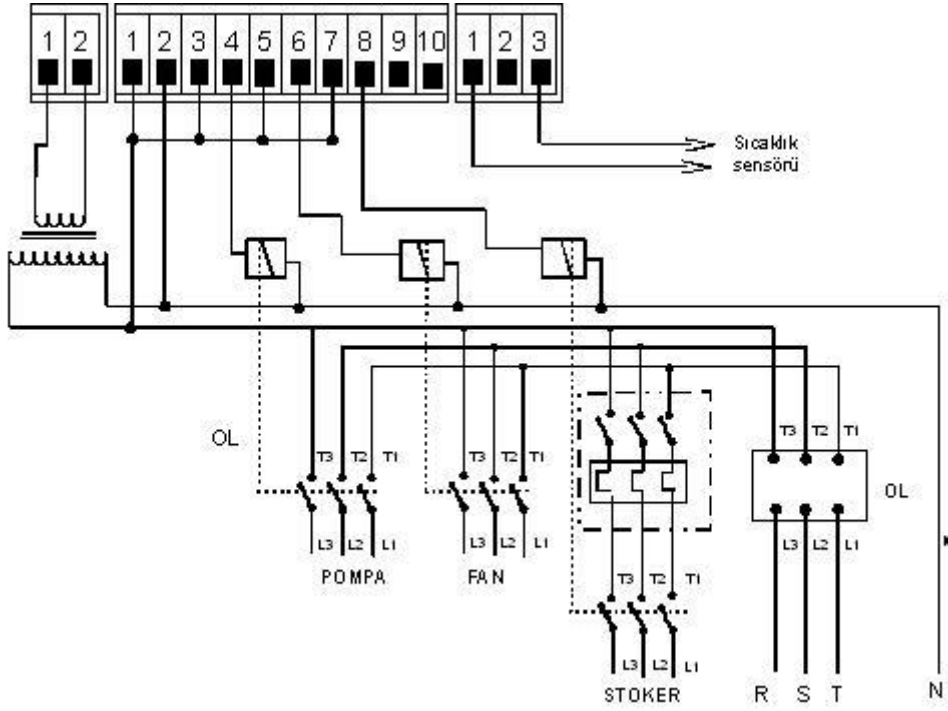 1 2 1 2 3 4 5 6 7 8 9 10 1 2 3
Sıcaklık
sensörü
OL
T3 T2 T1
T3 T2 T1
T3 T2 T1
OL
L3 L2 L1
L3 L2 L1
L3 L2 L1
POMPA
FAN
T3 T2 T1
L3 L2 L1
STOKER
R S T N